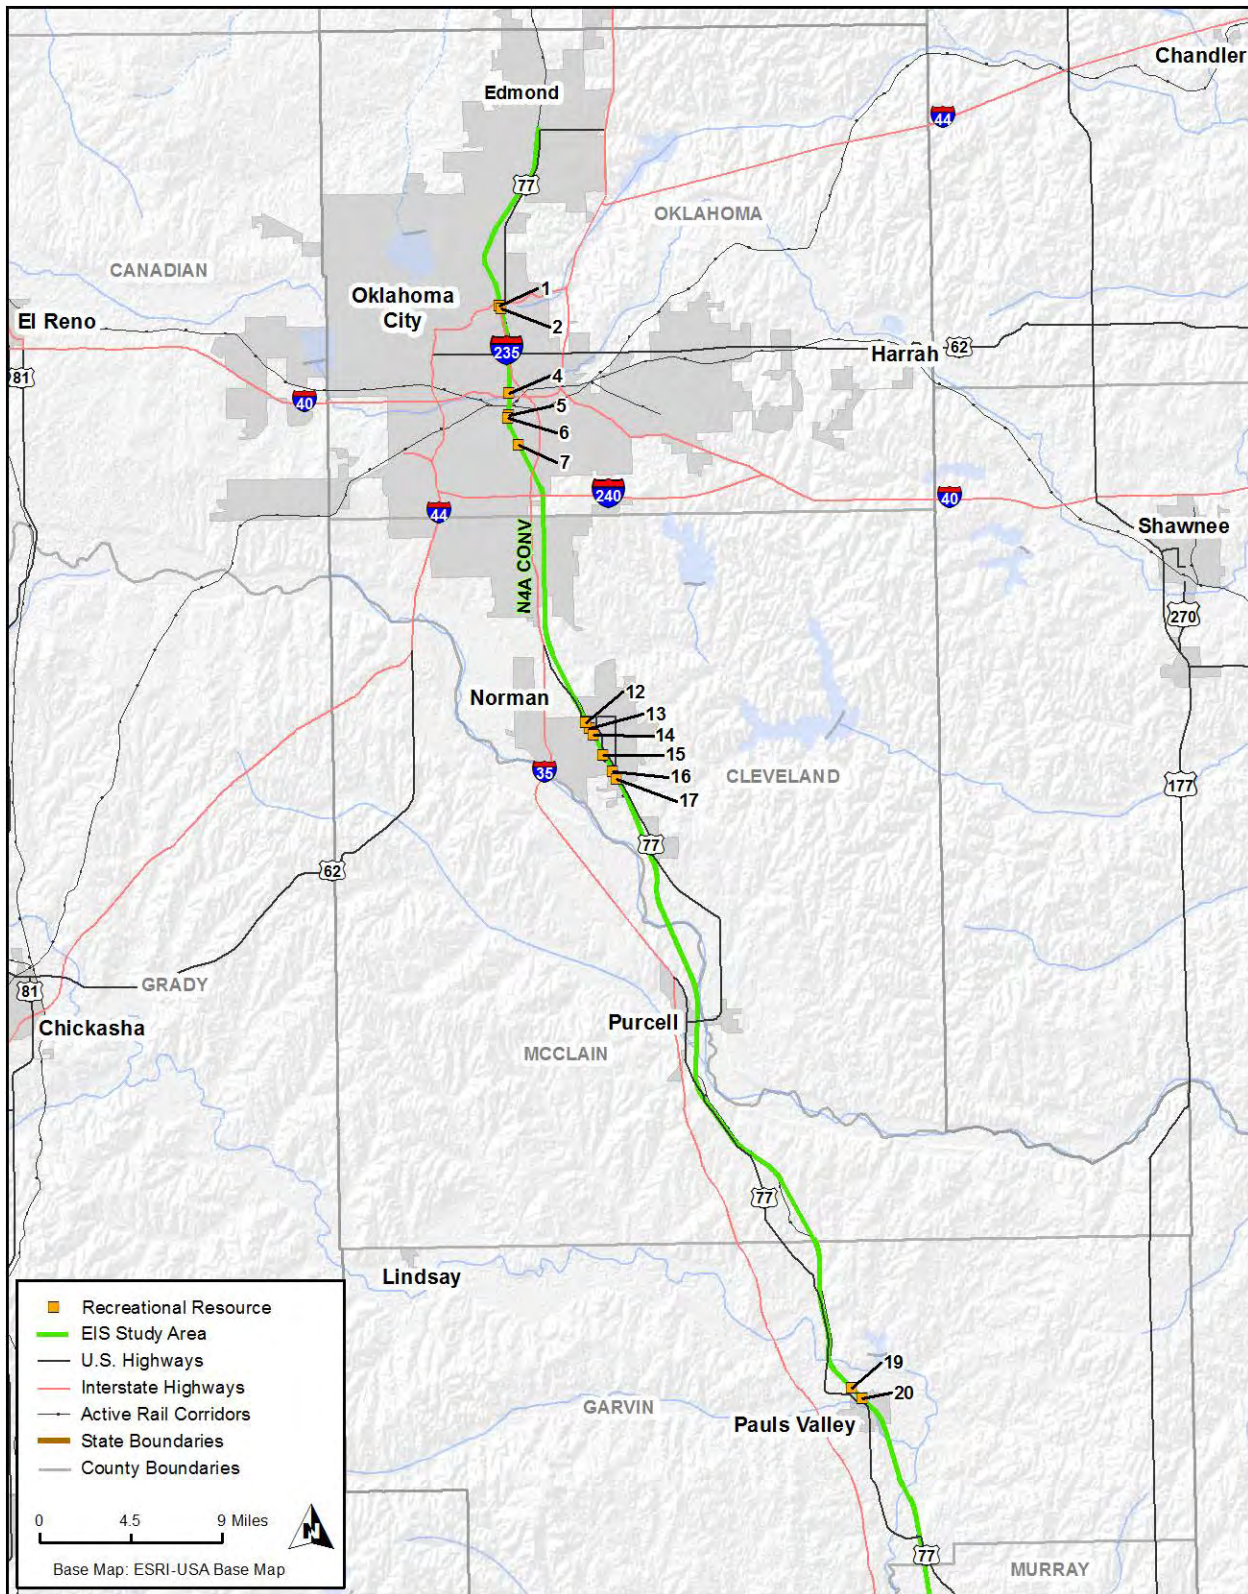 Chandler
Edmond
44
77
OKLAHOMA
CANADIAN
Oklahoma
City
1
2
El Reno
235
62
Harrah
81
40
4
5
6
7
240
40
44
Shawnee
N4A CONV
270
Norman
12
13
14
15
16
17
35
CLEVELAND
177
77
62
GRADY
81
Chickasha
Purcell
MCCLAIN
77
Lindsay
19
20
GARVIN
Pauls Valley
77
MURRAY
Recreational Resource
EIS Study Area
U.S. Highways
Interstate Highways
Active Rail Corridors
State Boundaries
County Boundaries
0 4.5 9 Miles
N
Base Map: ESRI-USA Base Map